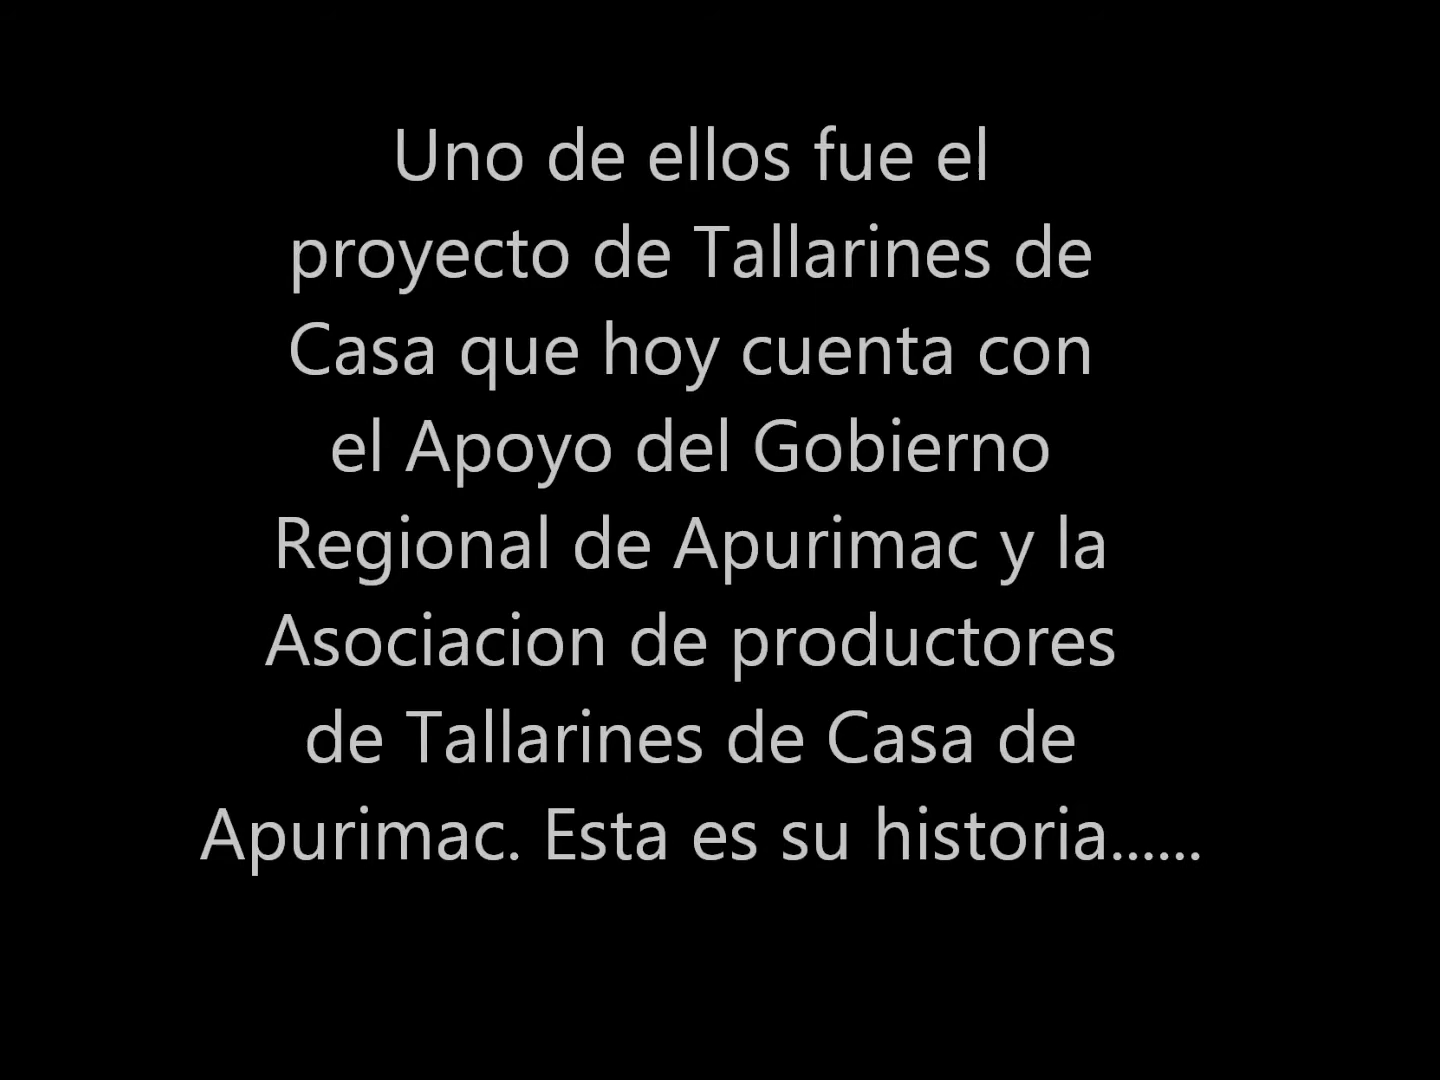 Uno de ellos fue el
proyecto de Tallarines de
Casa que hoy cuenta con
el Apoyo del Gobierno
Regional de Apurimac y la
Asociacion de productores
de Tallarines de Casa de
Apurimac. Esta es su historia......